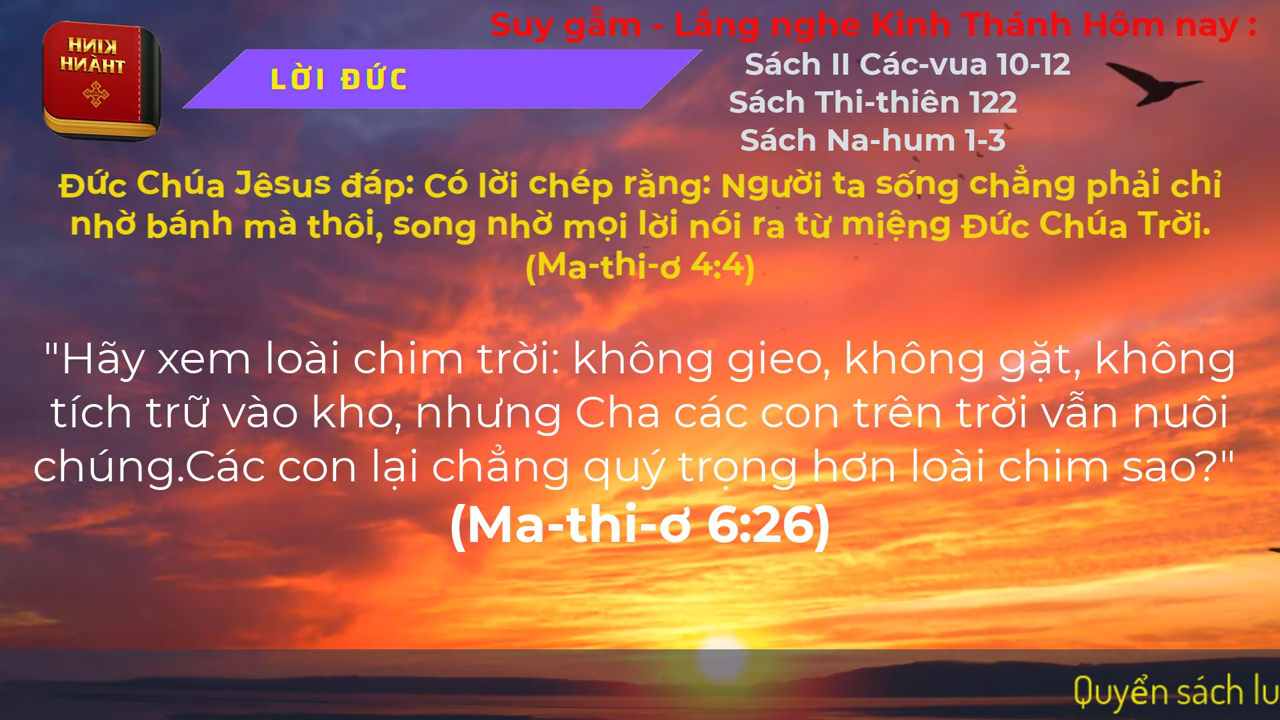 Suy gẫm - Lắng nghe Kinh Thánh Hôm nay :
KINH
THÁNH
LỜI ĐỨC
Sách II Các-vua 10-12
Sách Thi-thiên 122
Sách Na-hum 1-3
Đức Chúa Jêsus đáp: Có lời chép rằng: Người ta sống chẳng phải chỉ
nhờ bánh mà thôi, song nhờ mọi lời nói ra từ miệng Đức Chúa Trời.
(Ma-thi-ơ 4:4)
"Hãy xem loài chim trời: không gieo, không gặt, không
tích trữ vào kho, nhưng Cha các con trên trời vẫn nuôi
chúng.Các con lại chẳng quý trọng hơn loài chim sao?"
(Ma-thi-ơ 6:26)
Quyển sách lu